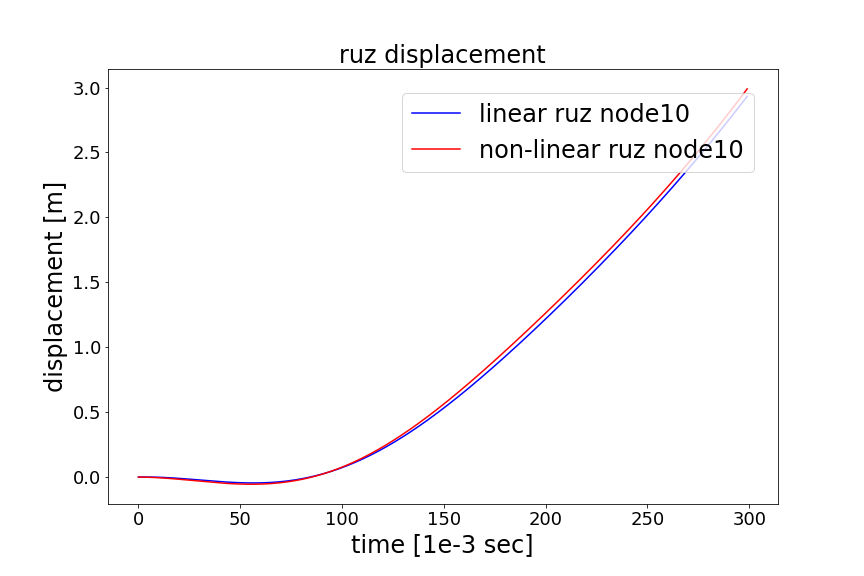 ruz displacement
linear ruz node10
non-linear ruz node10
displacement [m]
3.0
2.5
2.0
1.5
1.0
0.5
0.0
0 50 100 150 200 250 300
time [1e-3 sec]